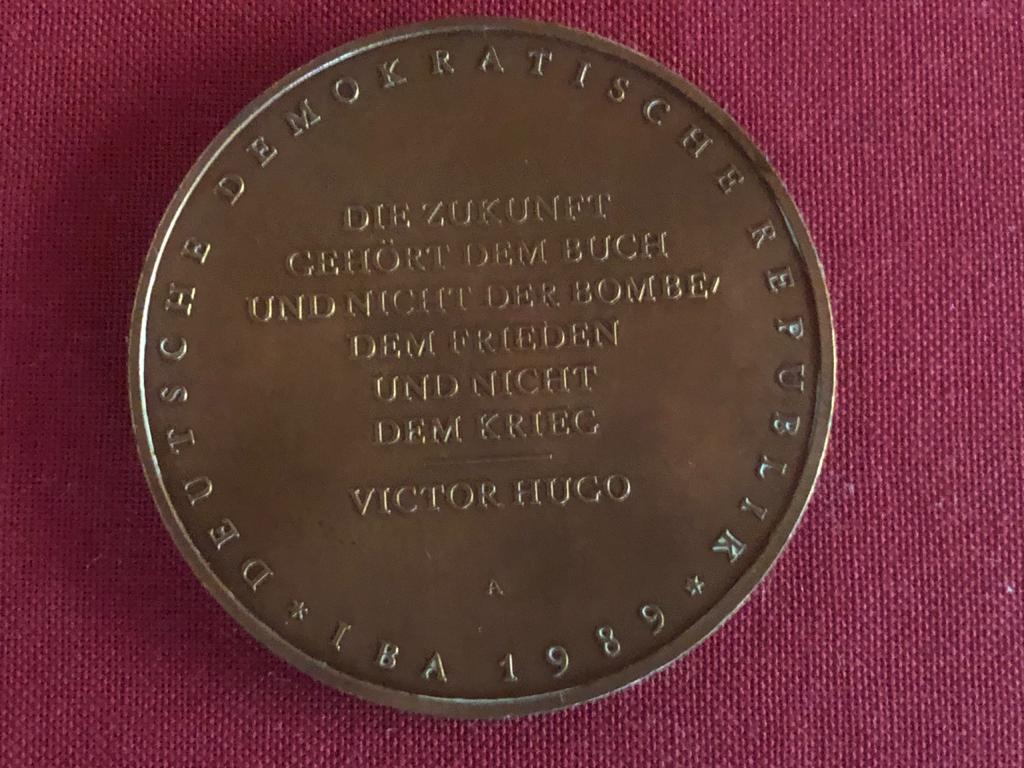 DEUTSCHE DEMOKRATISCHE REPUBLIK
DIE ZUKUNFT
GEHÖRT DEM BUCH
UND NICHT DER BOMBE/
DEM FRIEDEN
UND NICHT
DEM KRIEG
VICTOR HUGO
A
* IBA 1989 *